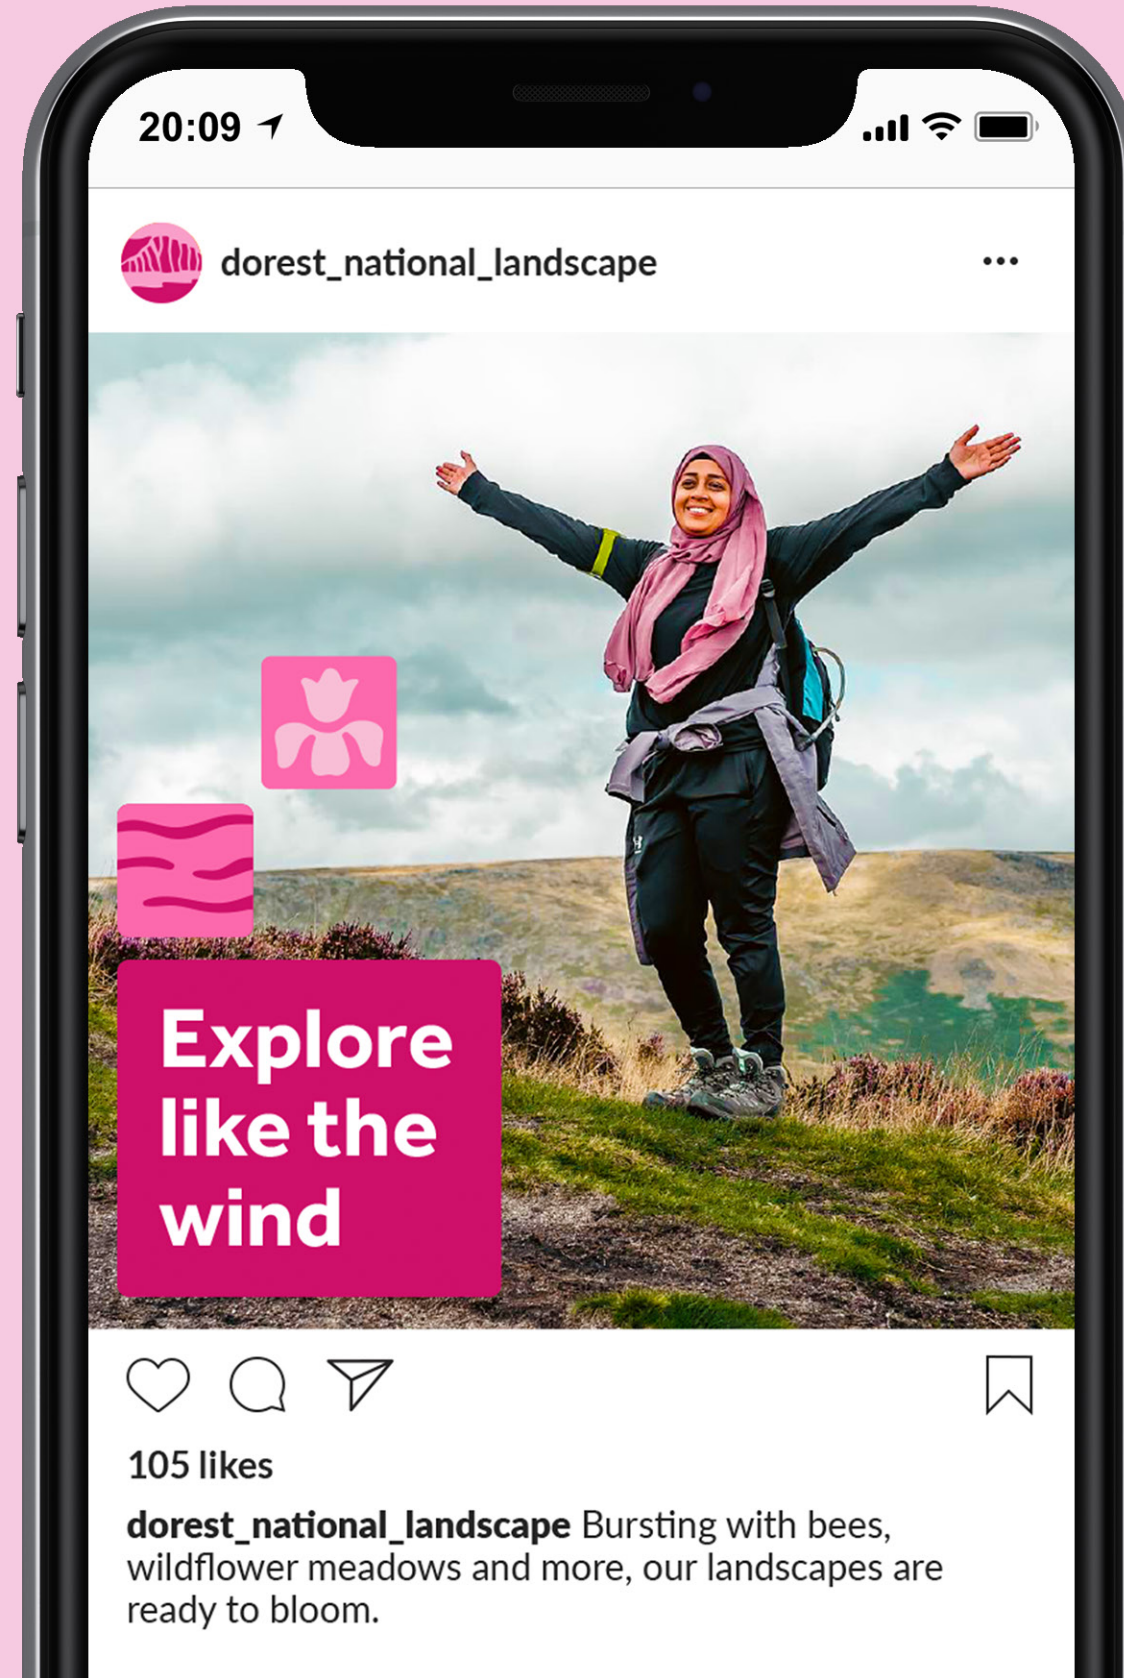 20:09
dorest_national_landscape
Explore
like the
wind
105 likes
dorest_national_landscape Bursting with bees,
wildflower meadows and more, our landscapes are
ready to bloom.